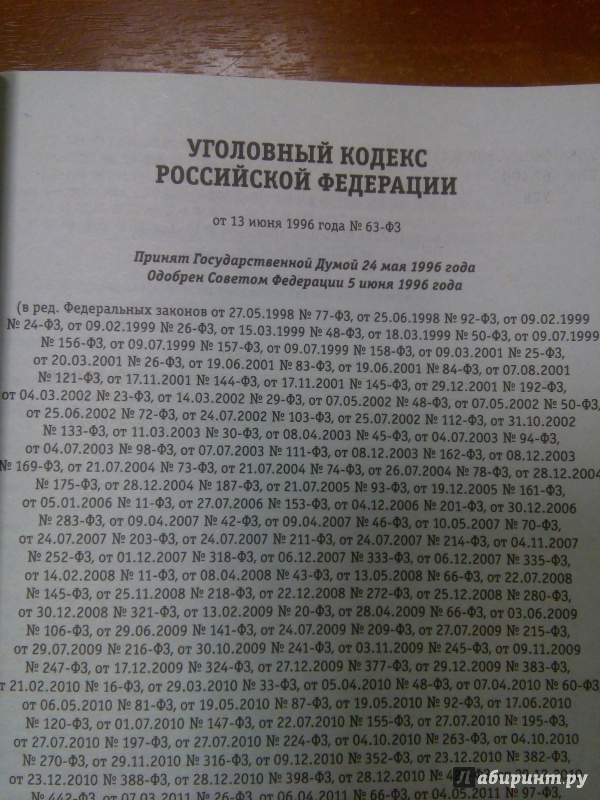 УГОЛОВНЫЙ КОДЕКС
РОССИЙСКОЙ ФЕДЕРАЦИИ
от 13 июня 1996 года № 63-ФЗ
Принят Государственной Думой 24 мая 1996 года
Одобрен Советом Федерации 5 июня 1996 года
(в ред. Федеральных законов от 27.05.1998 № 77-ФЗ, от 25.06.1998 № 92-ФЗ, от 09.02.1999
№ 24-ФЗ, от 09.02.1999 № 26-ФЗ, от 15.03.1999 № 48-ФЗ, от 18.03.1999 № 50-ФЗ, от 09.07.1999
№ 156-ФЗ, от 09.07.1999 № 157-ФЗ, от 09.07.1999 № 158-ФЗ, от 09.03.2001 № 25-ФЗ,
от 20.03.2001 № 26-ФЗ, от 19.06.2001 № 83-ФЗ, от 19.06.2001 № 84-ФЗ, от 07.08.2001
№ 121-ФЗ, от 17.11.2001 № 144-ФЗ, от 17.11.2001 № 145-ФЗ, от 29.12.2001 № 192-ФЗ,
от 04.03.2002 № 23-ФЗ, от 14.03.2002 № 29-ФЗ, от 07.05.2002 № 48-ФЗ, от 07.05.2002 № 50-ФЗ,
от 25.06.2002 № 72-ФЗ, от 24.07.2002 № 103-ФЗ, от 25.07.2002 № 112-ФЗ, от 31.10.2002
№ 133-ФЗ, от 11.03.2003 № 30-ФЗ, от 08.04.2003 № 45-ФЗ, от 04.07.2003 № 94-ФЗ,
от 04.07.2003 № 98-ФЗ, от 07.07.2003 № 111-ФЗ, от 08.12.2003 № 162-ФЗ, от 08.12.2003
№ 169-ФЗ, от 21.07.2004 № 73-ФЗ, от 21.07.2004 № 74-ФЗ, от 26.07.2004 № 78-ФЗ, от 28.12.2004
№ 175-ФЗ, от 28.12.2004 № 187-ФЗ, от 21.07.2005 № 93-ФЗ, от 19.12.2005 № 161-ФЗ,
от 05.01.2006 № 11-ФЗ, от 27.07.2006 № 153-ФЗ, от 04.12.2006 № 201-ФЗ, от 30.12.2006
№ 283-ФЗ, от 09.04.2007 № 42-ФЗ, от 09.04.2007 № 46-ФЗ, от 10.05.2007 № 70-ФЗ,
от 24.07.2007 № 203-ФЗ, от 24.07.2007 № 211-ФЗ, от 24.07.2007 № 214-ФЗ, от 04.11.2007
№ 252-ФЗ, от 01.12.2007 № 318-ФЗ, от 06.12.2007 № 333-ФЗ, от 06.12.2007 № 335-ФЗ,
от 14.02.2008 № 11-ФЗ, от 08.04.2008 № 43-ФЗ, от 13.05.2008 № 66-ФЗ, от 22.07.2008
№ 145-ФЗ, от 25.11.2008 № 218-ФЗ, от 22.12.2008 № 272-ФЗ, от 25.12.2008 № 280-ФЗ,
от 30.12.2008 № 321-ФЗ, от 13.02.2009 № 20-ФЗ, от 28.04.2009 № 66-ФЗ, от 03.06.2009
№ 106-ФЗ, от 29.06.2009 № 141-ФЗ, от 24.07.2009 № 209-ФЗ, от 27.07.2009 № 215-ФЗ,
от 29.07.2009 № 216-ФЗ, от 30.10.2009 № 241-ФЗ, от 03.11.2009 № 245-ФЗ, от 09.11.2009
№ 247-ФЗ, от 17.12.2009 № 324-ФЗ, от 27.12.2009 № 377-ФЗ, от 29.12.2009 № 383-ФЗ,
т 21.02.2010 № 16-ФЗ, от 29.03.2010 № 33-ФЗ, от 05.04.2010 № 48-ФЗ, от 07.04.2010 № 60-ФЗ,
от 06.05.2010 № 81-ФЗ, от 19.05.2010 № 87-ФЗ, от 19.05.2010 № 92-ФЗ, от 17.06.2010
№ 120-ФЗ, от 01.07.2010 № 147-ФЗ, от 22.07.2010 № 155-ФЗ, от 27.07.2010 № 195-ФЗ,
от 27.07.2010 № 197-ФЗ, от 27.07.2010 № 224-ФЗ, от 04.10.2010 № 263-ФЗ, от 04.10.2010
№ 270-ФЗ, от 29.11.2010 № 316-ФЗ, от 09.12.2010 № 352-ФЗ, от 23.12.2010 № 382-ФЗ,
от 23.12.2010 № 388-ФЗ, от 28.12.2010 № 398-ФЗ, от 28.12.2010 №
№ 442-ФЗ, от 07.03.2011 № 26-ФЗ, от 06.04.2011 № 66-ФЗ, от 04.05.2011 № 97-ФЗ,
Л абиринт.ру